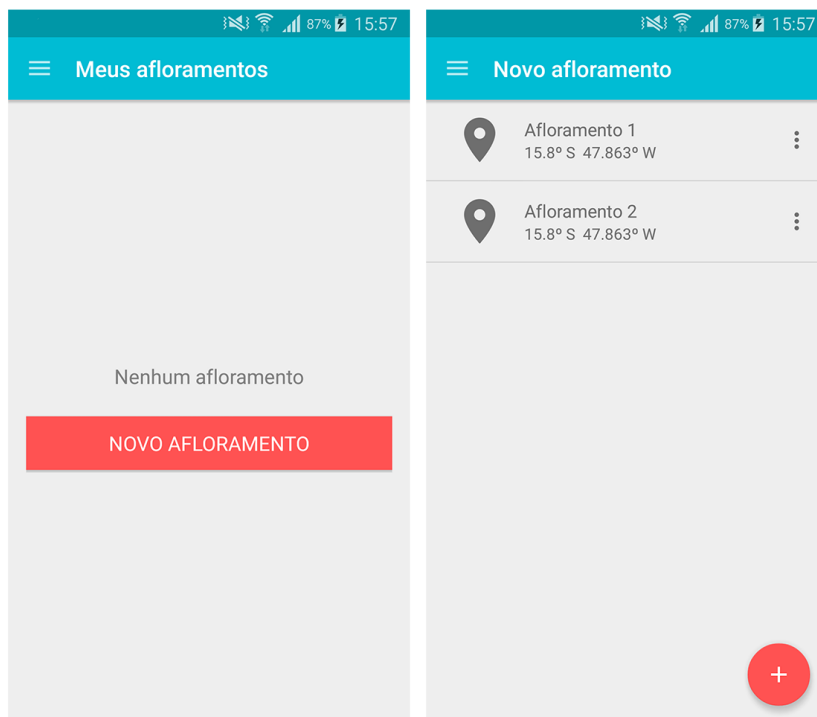 87% 15:57
Meus afloramentos
Nenhum afloramento
NOVO AFLORAMENTO
87% 15:57
Novo afloramento
Afloramento 1
15.8º S 47.863º W
Afloramento 2
15.8º S 47.863º W
+